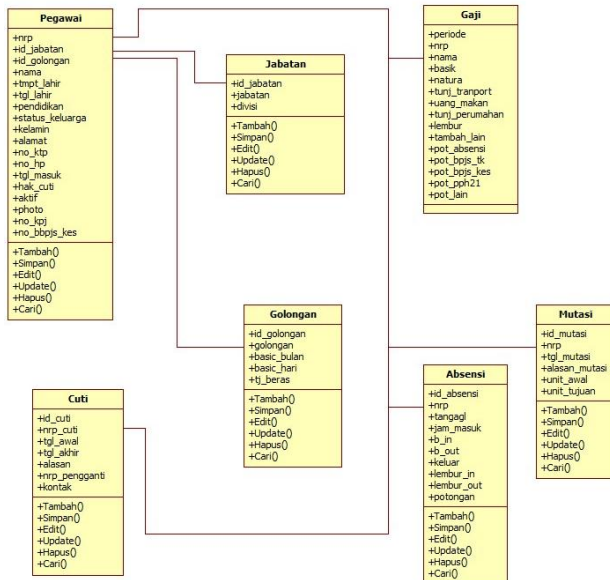 Pegawai
+nrp
+id_jabatan
+id_golongan
+nama
+tmpt_lahir
+tgl_lahir
+pendidikan
+status_keluarga
+kelamin
+alamat
+no_ktp
+no_hp
+tgl_masuk
+hak_cuti
+aktif
+photo
+no_kpj
+no_bbpjs_kes
+Tambah()
+Simpan()
+Edit()
+Update()
+Hapus()
+Cari()
Jabatan
+id_jabatan
+jabatan
+divisi
+Tambah()
+Simpan()
+Edit()
+Update()
+Hapus()
+Cari()
Gaji
+periode
+nrp
+nama
+basik
+natura
+tunj_tranport
+uang_makan
+tunj_perumahan
+lembur
+tambah_lain
+pot_absensi
+pot_bpjs_tk
+pot_bpjs_kes
+pot_pph21
+pot_lain
Golongan
+id_golongan
+golongan
+basic_bulan
+basic_hari
+tj_beras
+Tambah()
+Simpan()
+Edit()
+Update()
+Hapus()
+Cari()
Mutasi
+id_mutasi
+nrp
+tgl_mutasi
+alasan_mutasi
+unit_awal
+unit_tujuan
+Tambah()
+Simpan()
+Edit()
+Update()
+Hapus()
+Cari()
Cuti
+id_cuti
+nrp_cuti
+tgl_awal
+tgl_akhir
+alasan
+nrp_pengganti
+kontak
+Tambah()
+Simpan()
+Edit()
+Update()
+Hapus()
+Cari()
Absensi
+id_absensi
+nrp
+tangagl
+jam_masuk
+b_in
+b_out
+keluar
+lembur_in
+lembur_out
+potongan
+Tambah()
+Simpan()
+Edit()
+Update()
+Hapus()
+Cari()